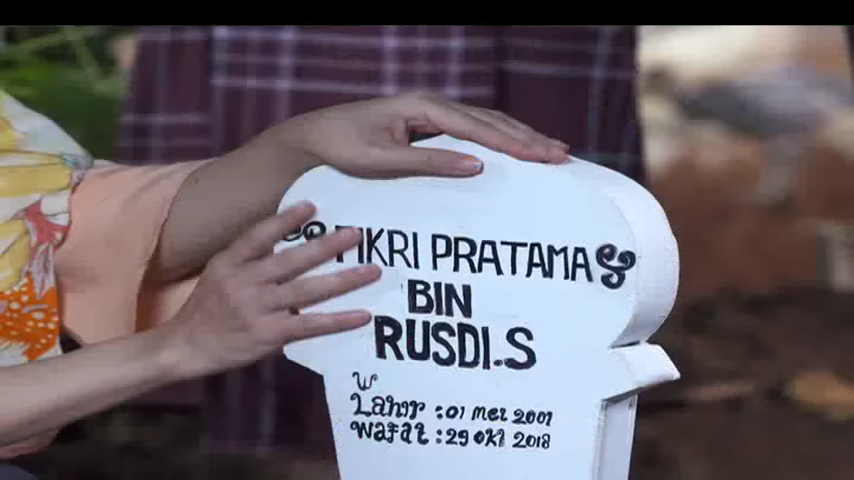 FIKRI PRATAMA
BIN
RUSDI.S
Lahir : 01 Mei 2001
Wafat : 29 Okt 2018